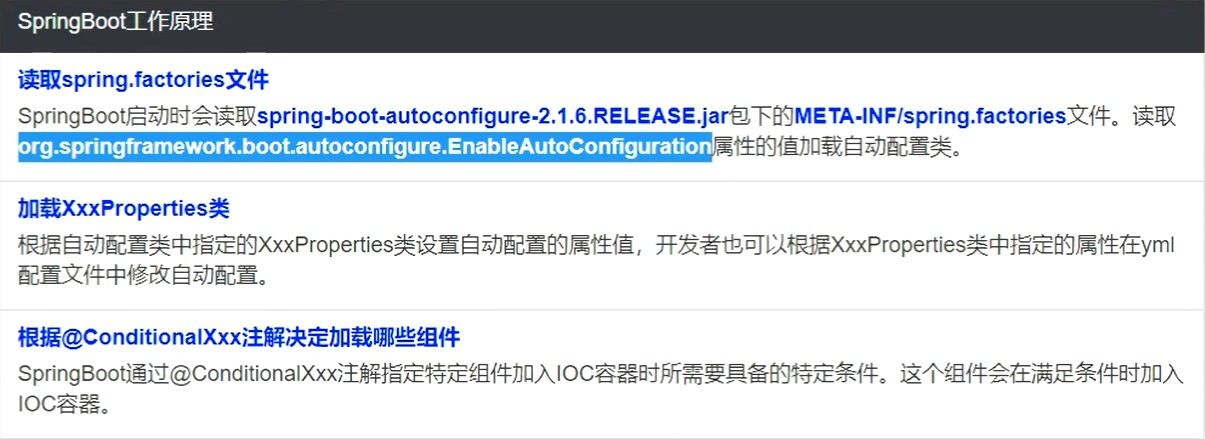 SpringBoot工作原理
读取spring.factories文件
SpringBoot启动时会读取spring-boot-autoconfigure-2.1.6.RELEASE.jar包下的META-INF/spring.factories文件。读取
org.springframework.boot.autoconfigure.EnableAutoConfiguration属性的值加载自动配置类。
加载XxxProperties类
根据自动配置类中指定的XxxProperties类设置自动配置的属性值，开发者也可以根据XxxProperties类中指定的属性在yml
配置文件中修改自动配置。
根据@ConditionalXxx注解决定加载哪些组件
SpringBoot通过@ConditionalXxx注解指定特定组件加入IOC容器时所需要具备的特定条件。这个组件会在满足条件时加入
IOC容器。